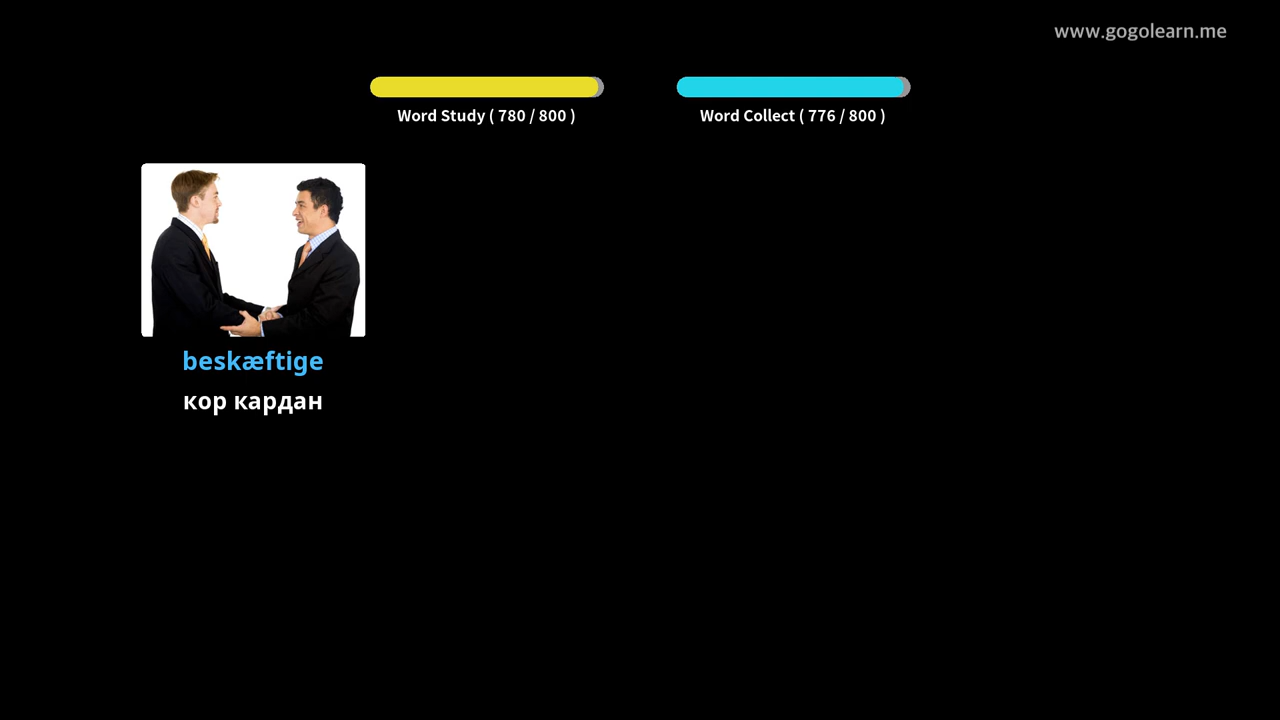 www.gogolearn.me
Word Study ( 780 / 800 )
Word Collect ( 776 / 800 )
beskæftige
кор кардан